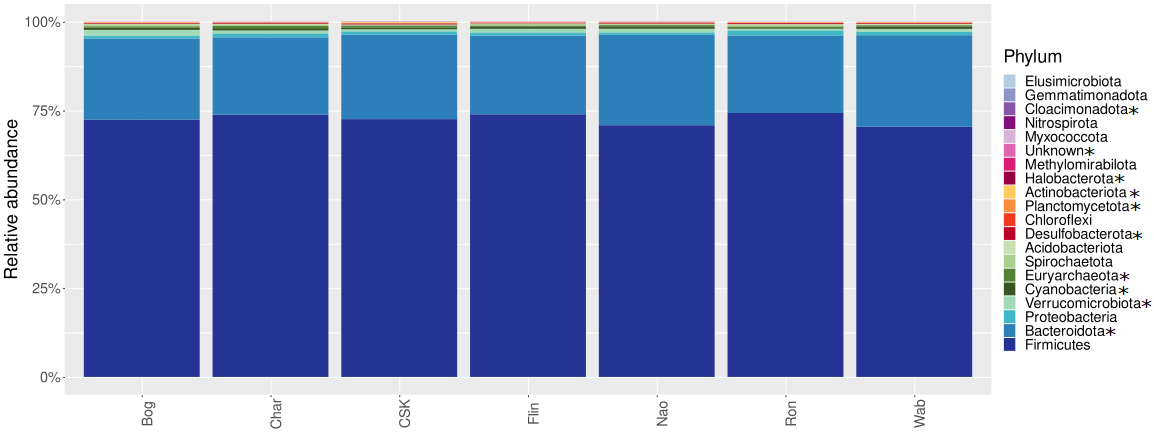 Relative abundance
100%
75%
50%
25%
0%
Bog
Char
CSK
Flin
Nao
Ron
Wab
Phylum
Elusimicrobiota
Gemmatimonadota
Cloacimonadota*
Nitrospirota
Myxococcota
Unknown*
Methylomirabilota
Halobacterota*
Actinobacteriota*
Planctomycetota*
Chloroflexi
Desulfobacterota*
Acidobacteriota
Spirochaetota
Euryarchaeota*
Cyanobacteria*
Verrucomicrobiota*
Proteobacteria
Bacteroidota*
Firmicutes